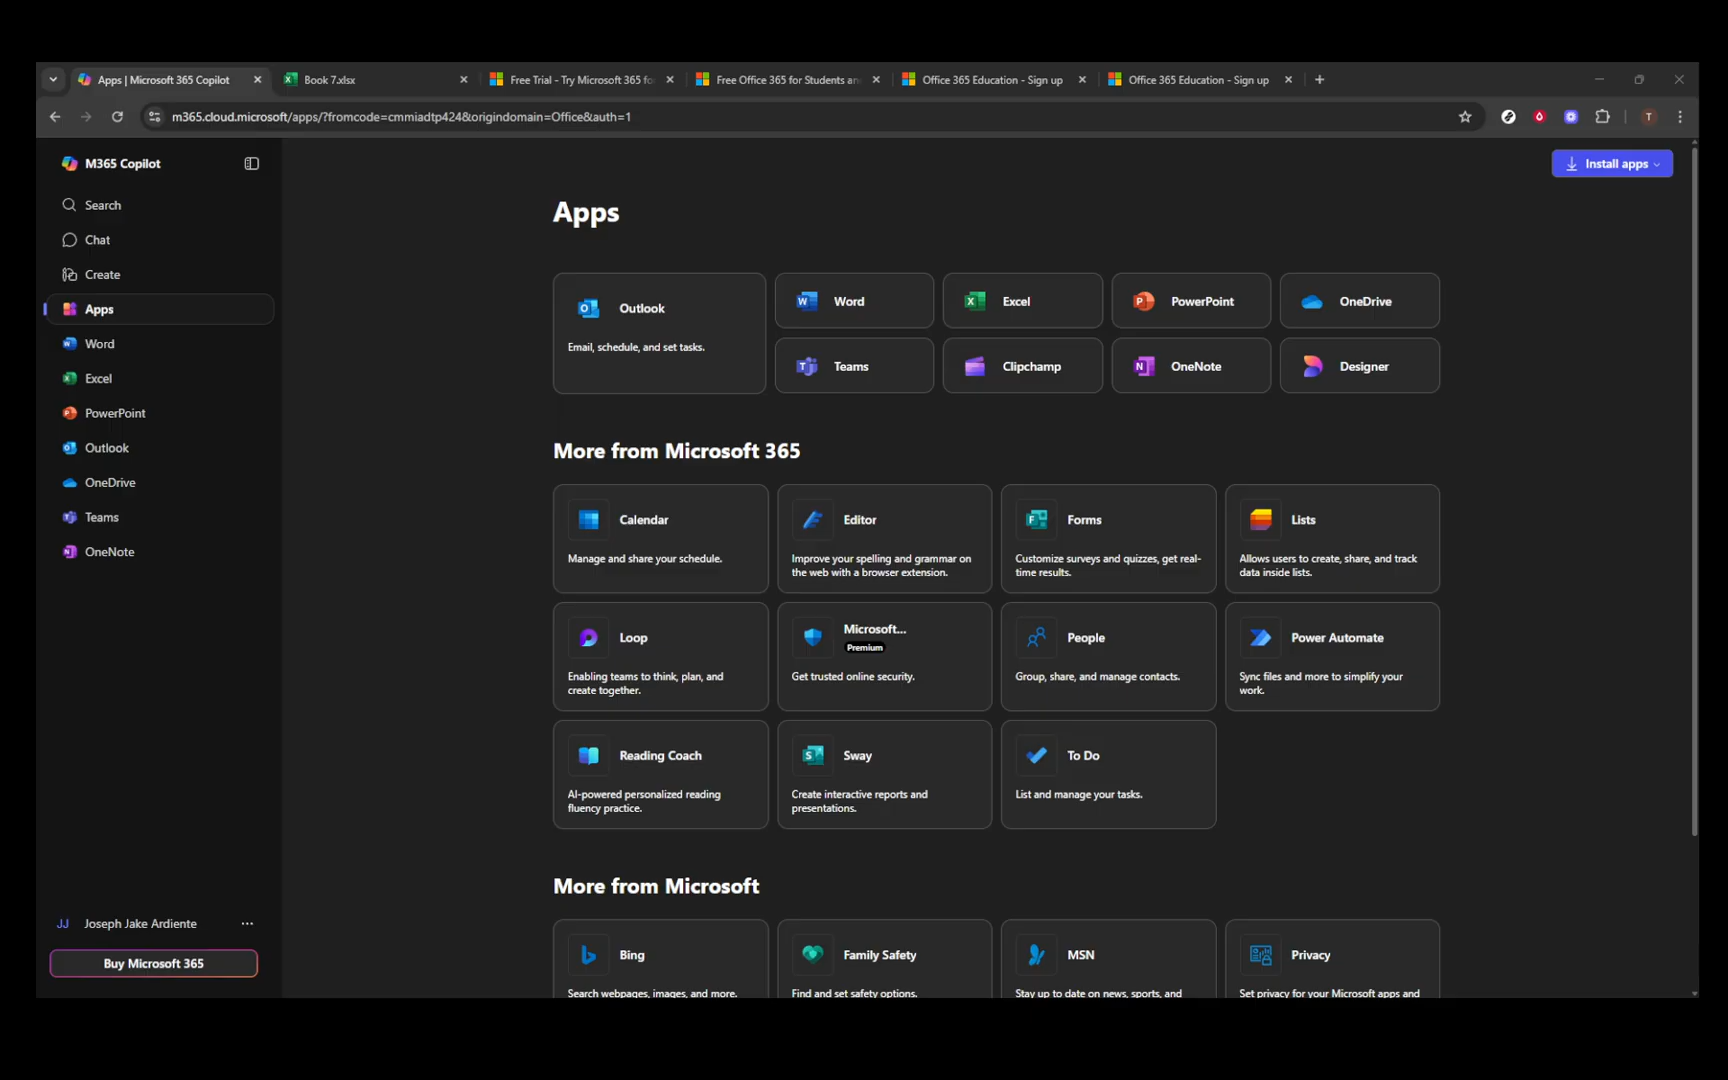 Apps | Microsoft 365 Copilot
Book 7.xlsx
Free Trial - Try Microsoft 365 fo
Free Office 365 for Students an
Office 365 Education - Sign up
Office 365 Education - Sign up
m365.cloud.microsoft/apps/?fromcode=cmmiadtp424&origindomain=Office&auth=1
T
M365 Copilot
Search
Chat
Create
Apps
Word
Excel
PowerPoint
Outlook
OneDrive
Teams
OneNote
JJ Joseph Jake Ardiente
Buy Microsoft 365
Install apps
Apps
Outlook
Email, schedule, and set tasks.
Word
Excel
PowerPoint
OneDrive
Teams
Clipchamp
OneNote
Designer
More from Microsoft 365
Calendar
Manage and share your schedule.
Editor
Improve your spelling and grammar on
the web with a browser extension.
Forms
Customize surveys and quizzes, get real-
time results.
Lists
Allows users to create, share, and track
data inside lists.
Loop
Enabling teams to think, plan, and
create together.
Microsoft...
Premium
Get trusted online security.
People
Group, share, and manage contacts.
Power Automate
Sync files and more to simplify your
work.
Reading Coach
AI-powered personalized reading
fluency practice.
Sway
Create interactive reports and
presentations.
To Do
List and manage your tasks.
More from Microsoft
Bing
Search webpages, images, and more.
Family Safety
Find and set safety options.
MSN
Stay up to date on news, sports, and
Privacy
Set privacy for your Microsoft apps and